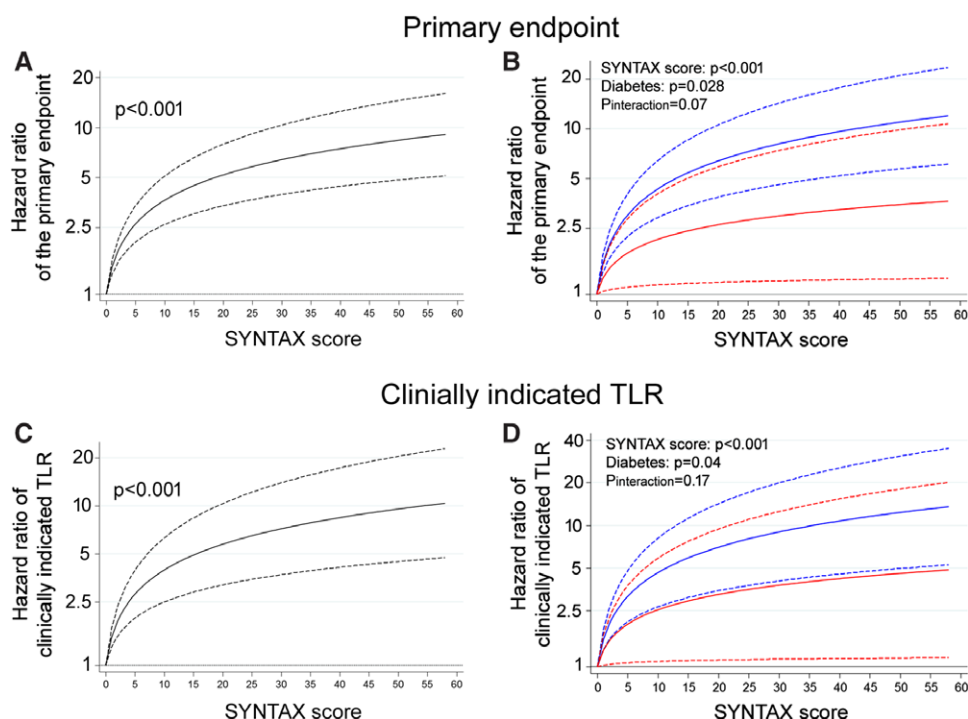 Primary endpoint
A
Hazard ratio
of the primary endpoint
20
10
5
2.5
1
p<0.001
0 5 10 15 20 25 30 35 40 45 50 55 60
SYNTAX score
B
Hazard ratio
of the primary endpoint
20
10
5
2.5
1
SYNTAX score: p<0.001
Diabetes: p=0.028
Pinteraction=0.07
0 5 10 15 20 25 30 35 40 45 50 55 60
SYNTAX score
Clinially indicated TLR
C
Hazard ratio of
clinically indicated TLR
20
10
5
2.5
1
p<0.001
0 5 10 15 20 25 30 35 40 45 50 55 60
SYNTAX score
D
Hazard ratio of
clinically indicated TLR
40
20
10
5
2.5
1
SYNTAX score: p<0.001
Diabetes: p=0.04
Pinteraction=0.17
0 5 10 15 20 25 30 35 40 45 50 55 60
SYNTAX score